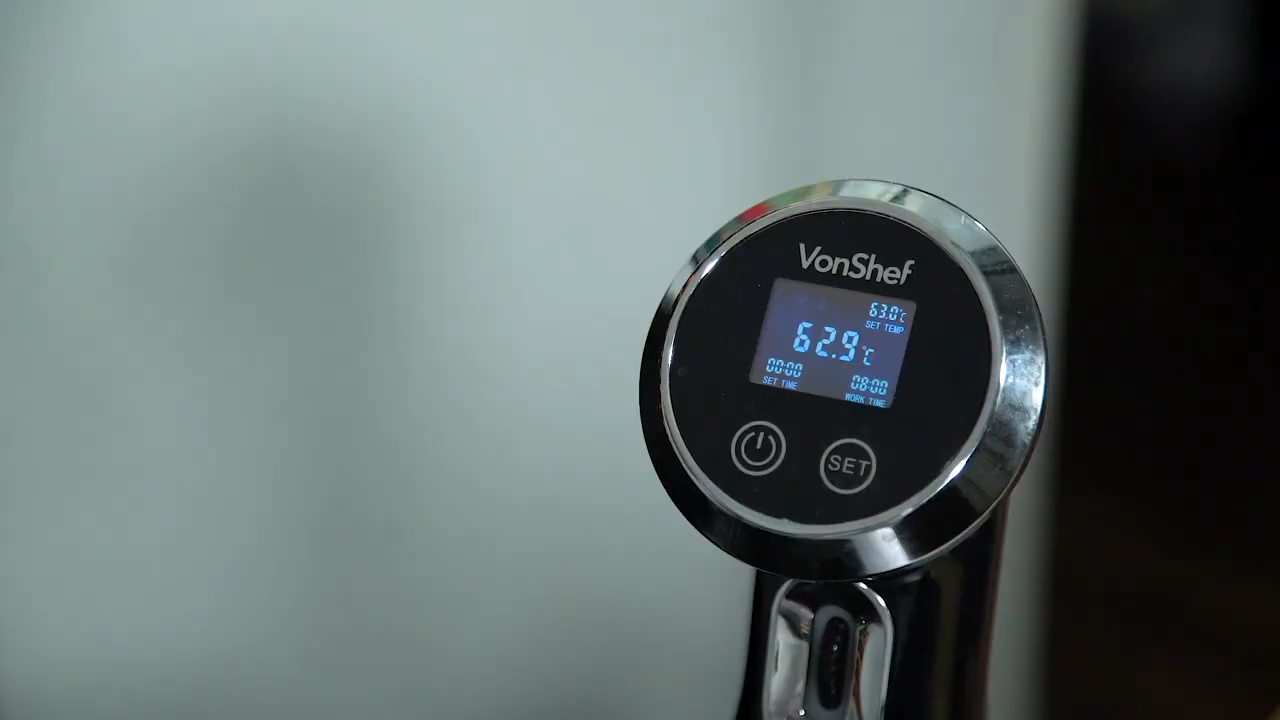 VonShef
63.0°C
SET TEMP
62.9°C
00:00
SET TIME
08:00
WORK TIME
SET